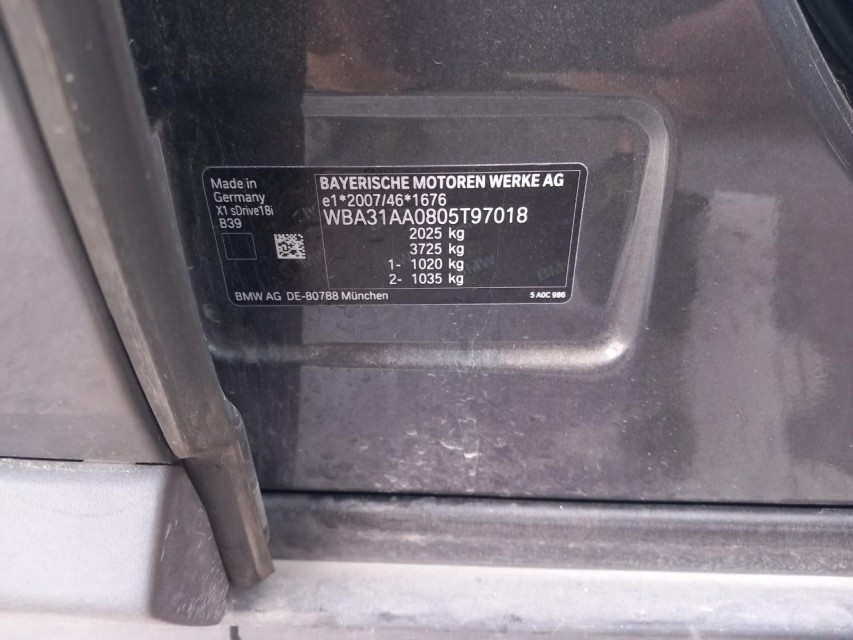 Made in
Germany
X1 sDrive18i
B39
BAYERISCHE MOTOREN WERKE AG
e1*2007/46*1676
WBA31AA0805T97018
2025 kg
3725 kg
1- 1020 kg
2- 1035 kg
BMW AG DE-80788 München
5 A0C 986